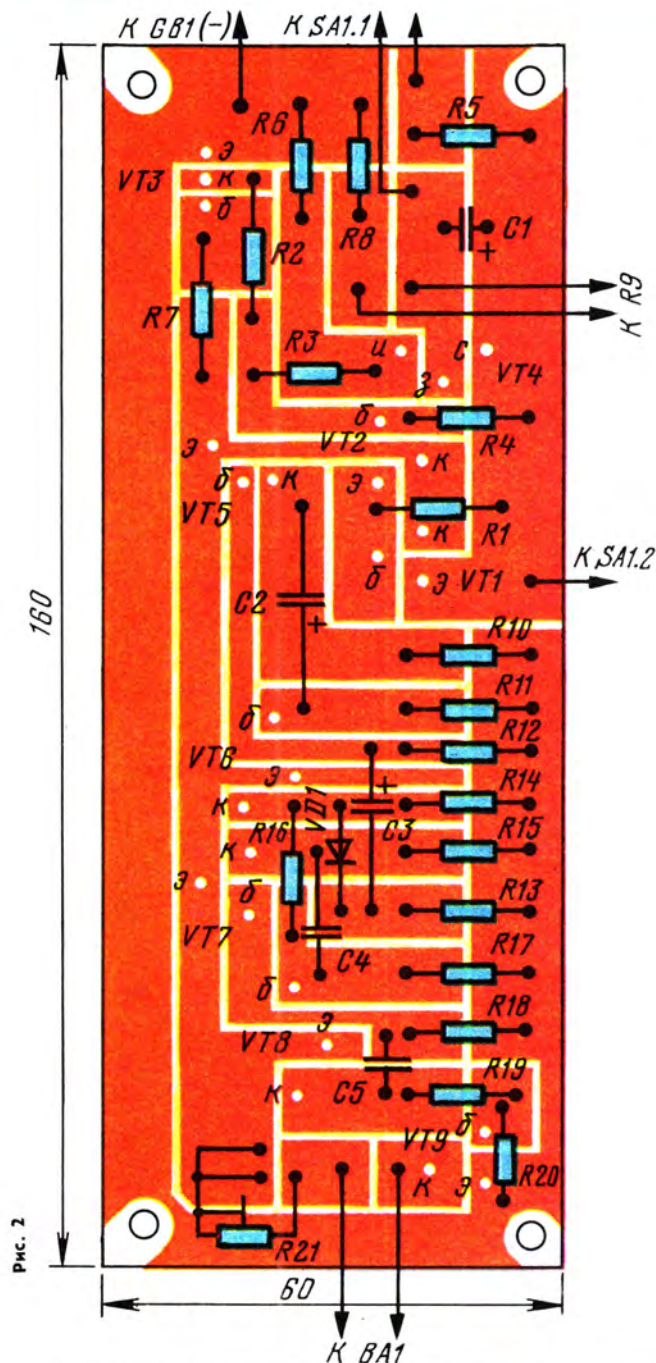 К GB1(-) К SA1.1
R6 R5
э
VT3 к
б
R2 R8 C1
+
К R9
R7
R3 и с VT4
з
б R4
э VT2 к
б к э
VT5 R1
к
б К SA1.2
э VT1
C2
+
160
R10
R11
б R12
VT6 э
VD1 + R14
к C3
R16
к R15
э б R13
VT7 C4
R17
б
R18
VT8 э
C5 R19
к б
VT9
к э R20
R21
Рис. 2
60
К BA1